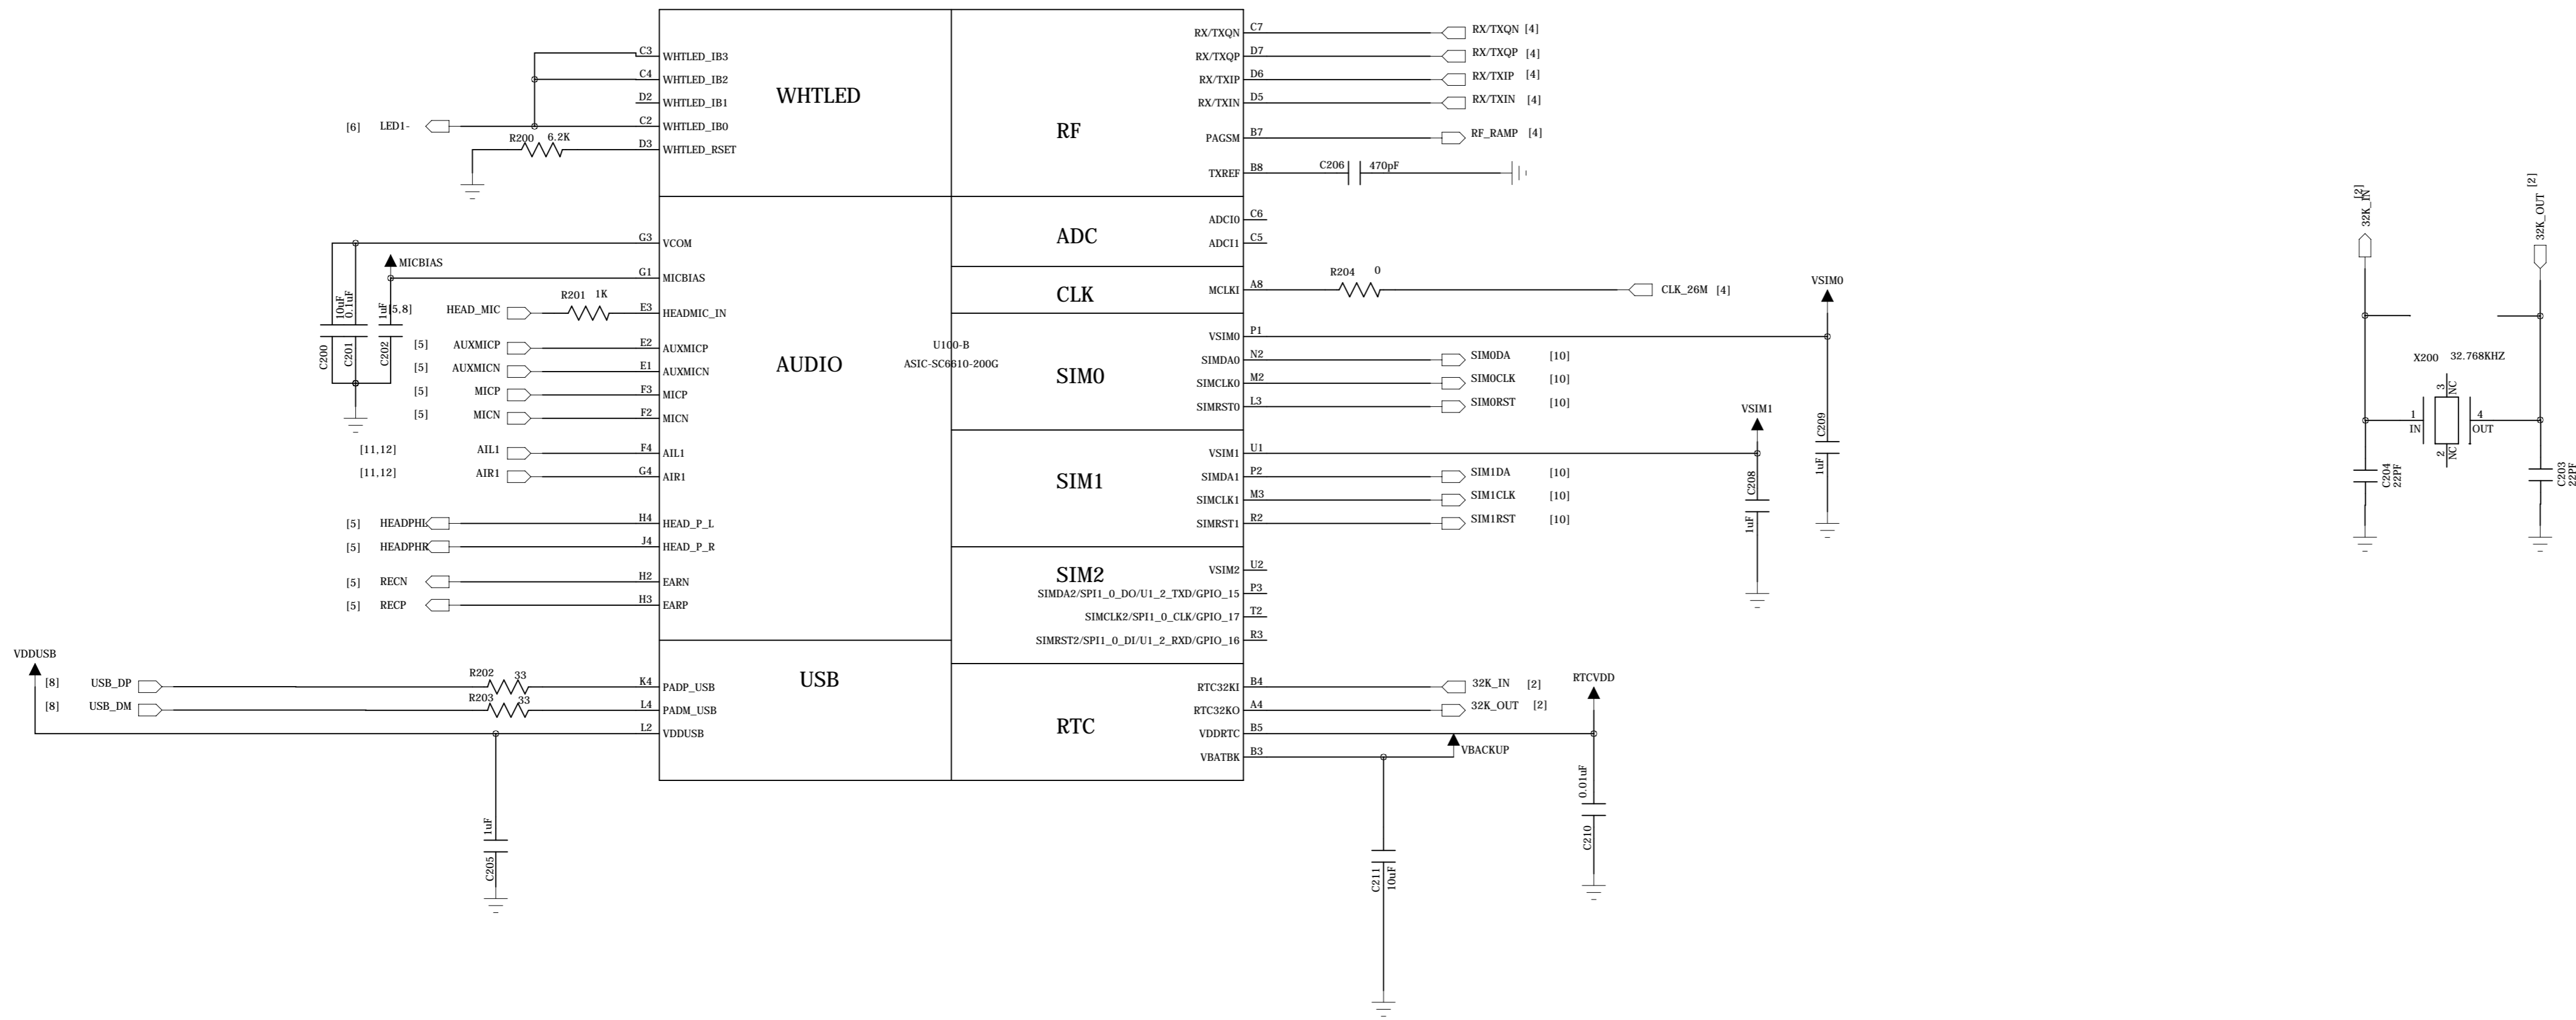 C3 WHTLED_IB3
C4 WHTLED_IB2
D2 WHTLED_IB1
[6] LED1- C2 WHTLED_IB0
R200 6.2K D3 WHTLED_RSET
WHTLED
RX/TXQN C7 RX/TXQN [4]
RX/TXQP D7 RX/TXQP [4]
RX/TXIP D6 RX/TXIP [4]
RX/TXIN D5 RX/TXIN [4]
RF
PAGSM B7 RF_RAMP [4]
TXREF B8 C206 470pF
ADCI0 C6
ADC
ADCI1 C5
CLK
MCLKI A8 R204 0 CLK_26M [4]
G3 VCOM
MICBIAS
G1 MICBIAS
10uF
0.1uF
1uF
[5,8] HEAD_MIC R201 1K E3 HEADMIC_IN
C200
C201
C202
[5] AUXMICP E2 AUXMICP
[5] AUXMICN E1 AUXMICN
[5] MICP F3 MICP
[5] MICN F2 MICN
[11,12] AIL1 F4 AIL1
[11,12] AIR1 G4 AIR1
[5] HEADPHL H4 HEAD_P_L
[5] HEADPHR J4 HEAD_P_R
[5] RECN H2 EARN
[5] RECP H3 EARP
AUDIO
U100-B
ASIC-SC6610-200G
VSIM0
VSIM0 P1
SIMDA0 N2 SIM0DA [10]
SIM0
SIMCLK0 M2 SIM0CLK [10]
SIMRST0 L3 SIM0RST [10]
C209
1uF
VSIM1
VSIM1 U1
SIMDA1 P2 SIM1DA [10]
SIM1
SIMCLK1 M3 SIM1CLK [10]
SIMRST1 R2 SIM1RST [10]
C208
1uF
SIM2
VSIM2 U2
SIMDA2/SPI1_0_DO/U1_2_TXD/GPIO_15 P3
SIMCLK2/SPI1_0_CLK/GPIO_17 T2
SIMRST2/SPI1_0_DI/U1_2_RXD/GPIO_16 R3
VDDUSB
[8] USB_DP R202 33 K4 PADP_USB
[8] USB_DM R203 33 L4 PADM_USB
L2 VDDUSB
USB
1uF
C205
RTC32KI B4 32K_IN [2]
RTC32KO A4 32K_OUT [2]
RTC
VDDRTC B5
RTCVDD
VBATBK B3
VBACKUP
0.01uF
C210
C211
10uF
[2]
32K_IN
[2]
32K_OUT
X200 32.768KHZ
3 NC
1 IN
4 OUT
2 NC
C204
22PF
C203
22PF